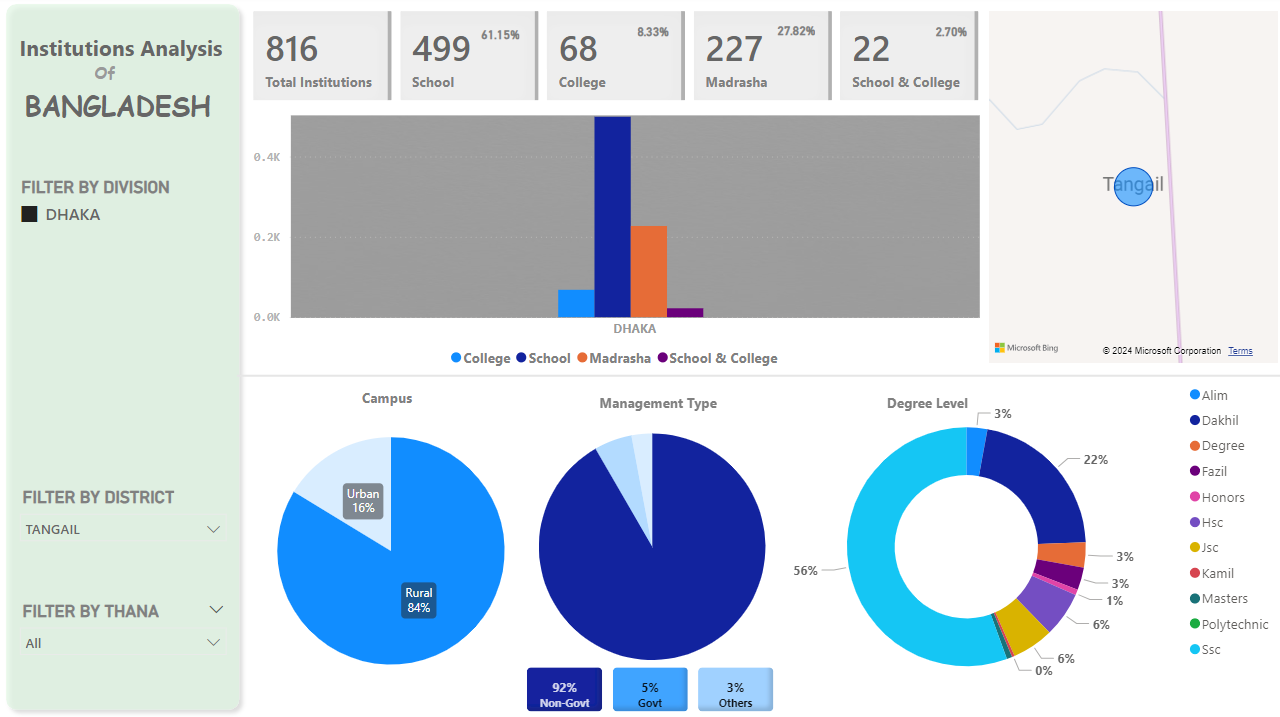 Institutions Analysis
Of
BANGLADESH
FILTER BY DIVISION
DHAKA
FILTER BY DISTRICT
TANGAIL
FILTER BY THANA
All
816
Total Institutions
499
61.15%
School
68
8.33%
College
227
27.82%
Madrasha
22
2.70%
School & College
0.4K
0.2K
0.0K
DHAKA
College School Madrasha School & College
Tangail
Microsoft Bing
© 2024 Microsoft Corporation Terms
Campus
Urban
16%
Rural
84%
Management Type
92%
Non-Govt
5%
Govt
3%
Others
Degree Level
3%
22%
3%
3%
1%
6%
6%
0%
56%
Alim
Dakhil
Degree
Fazil
Honors
Hsc
Jsc
Kamil
Masters
Polytechnic
Ssc